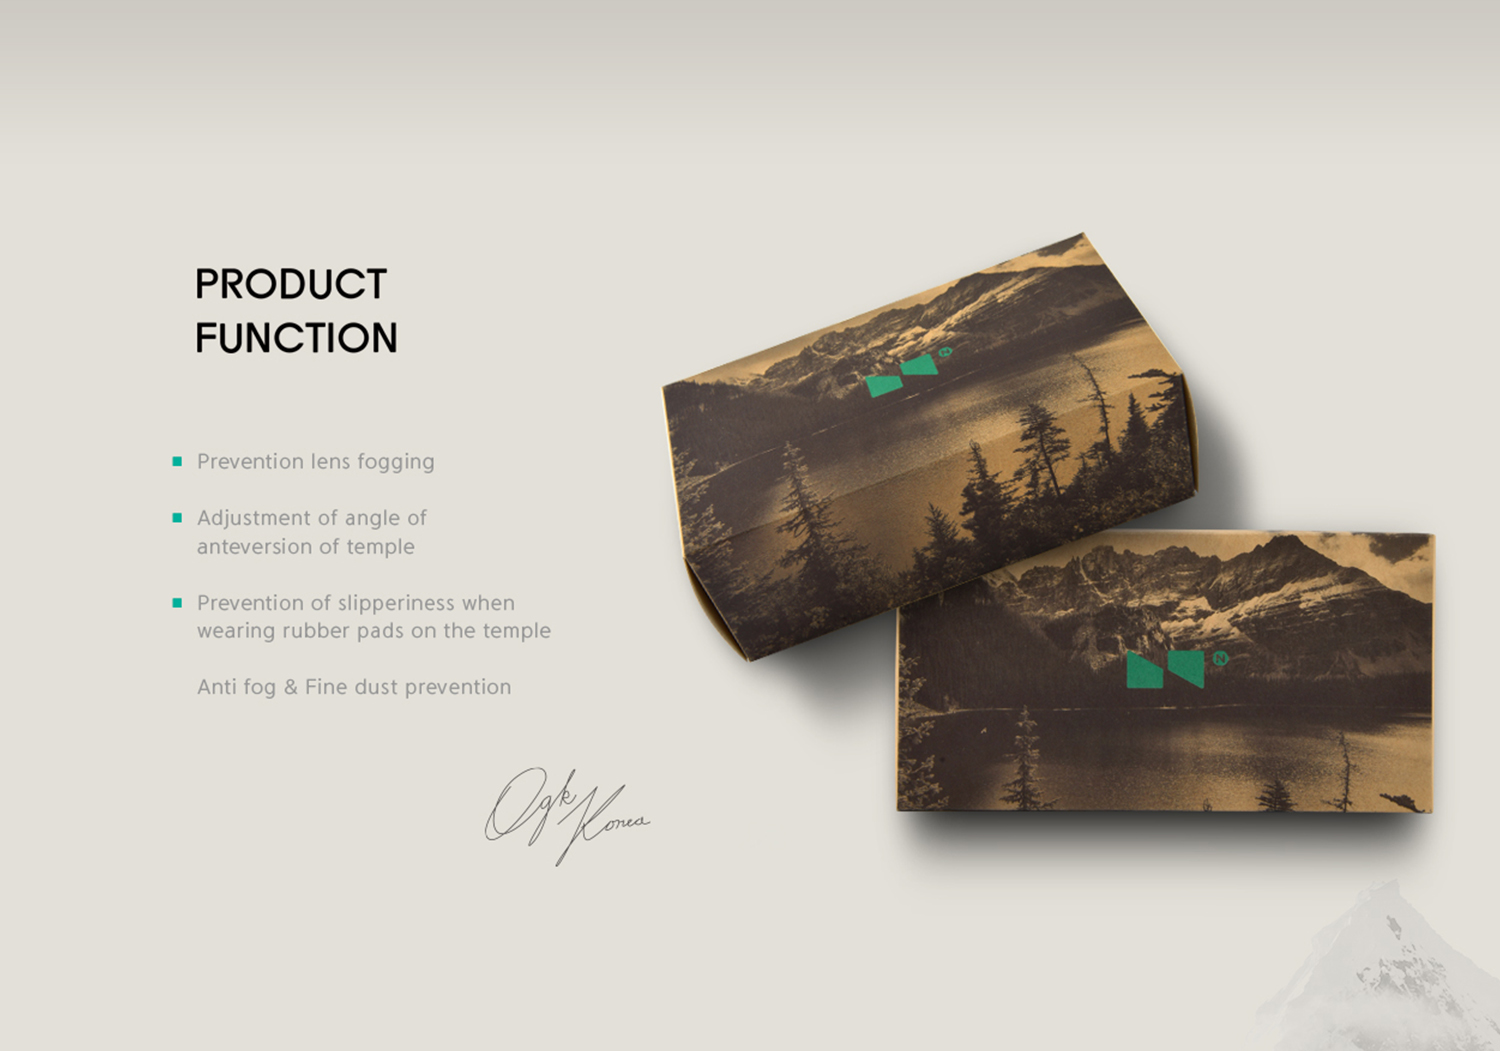 PRODUCT
FUNCTION
Prevention lens fogging
Adjustment of angle of
anteversion of temple
Prevention of slipperiness when
wearing rubber pads on the temple
Anti fog & Fine dust prevention
Ogk Korea
N
N